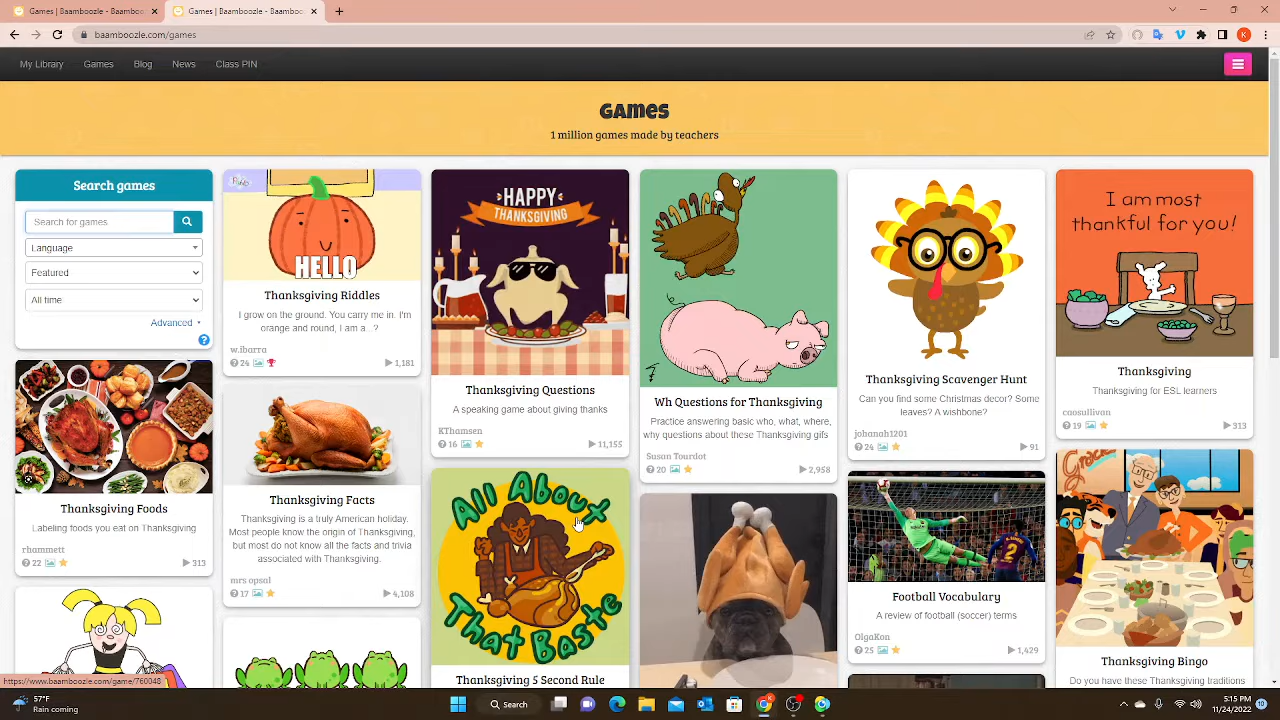 Games | Baamboozle - Baamboozle
Games | Baamboozle - Baamboozle
baamboozle.com/games
K
My Library
Games
Blog
News
Class PIN
Games
1 million games made by teachers
Search games
Search for games
Language
Featured
All time
Advanced
?
Thanksgiving Foods
Labeling foods you eat on Thanksgiving
rhammett
22
313
HELLO
Thanksgiving Riddles
I grow on the ground. You carry me in. I'm
orange and round, I am a...?
w.ibarra
24
1,181
Thanksgiving Facts
Thanksgiving is a truly American holiday.
Most people know the origin of Thanksgiving,
but most do not know all the facts and trivia
associated with Thanksgiving.
mrs opsal
17
4,108
HAPPY
THANKSGIVING
Thanksgiving Questions
A speaking game about giving thanks
KThamsen
16
11,155
All About
That Baste
Thanksgiving 5 Second Rule
Wh Questions for Thanksgiving
Practice answering basic who, what, where,
why questions about these Thanksgiving gifs
Susan Tourdot
20
2,958
Thanksgiving Scavenger Hunt
Can you find some Christmas decor? Some
leaves? A wishbone?
jobanah1201
24
91
2
Football Vocabulary
A review of football (soccer) terms
OlgaKon
25
1,429
I am most
thankful for you!
Thanksgiving
Thanksgiving for ESL learners
caosullivan
19
313
Thanksgiving Bingo
Do you have these Thanksgiving traditions
https://www.baamboozle.com/game/760048
57°F
Rain coming
Search
5:15 PM
11/24/2022